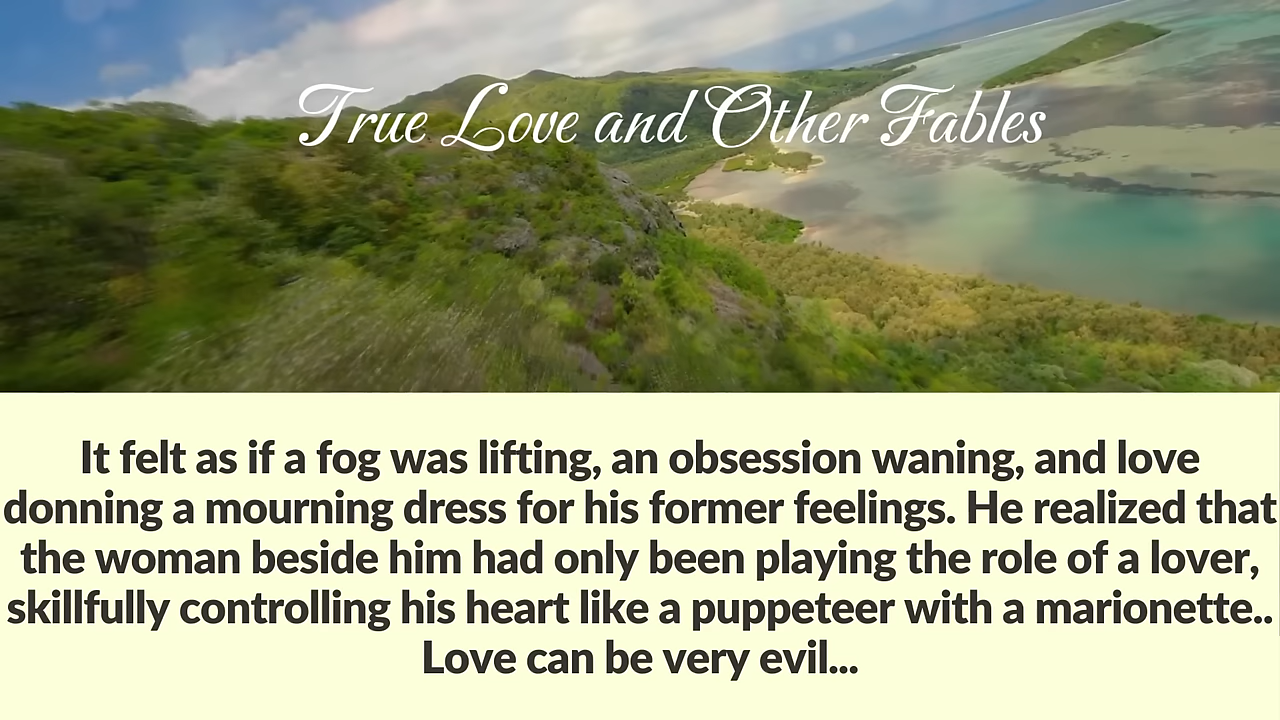 True Love and Other Fables
It felt as if a fog was lifting, an obsession waning, and love
donning a mourning dress for his former feelings. He realized that
the woman beside him had only been playing the role of a lover,
skillfully controlling his heart like a puppeteer with a marionette..
Love can be very evil...